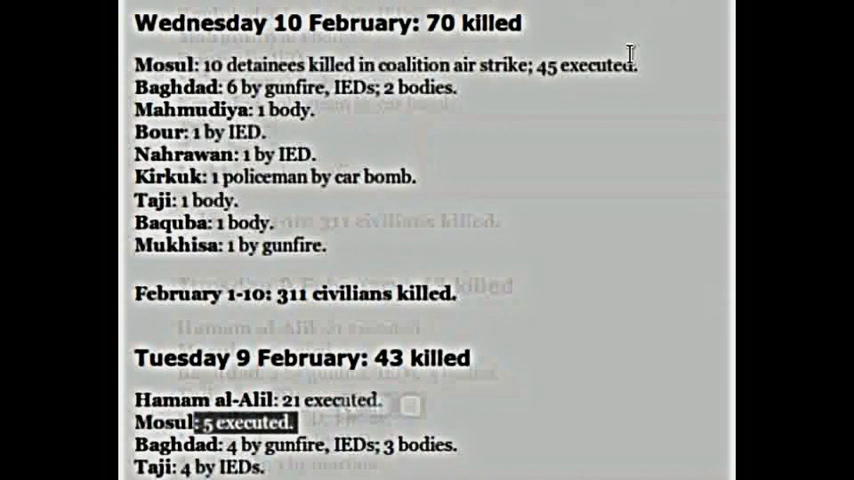 Wednesday 10 February: 70 killed
Mosul: 10 detainees killed in coalition air strike; 45 executed.
Baghdad: 6 by gunfire, IEDs; 2 bodies.
Mahmudiya: 1 body.
Bour: 1 by IED.
Nahrawan: 1 by IED.
Kirkuk: 1 policeman by car bomb.
Taji: 1 body.
Baquba: 1 body.
Mukhisa: 1 by gunfire.
February 1-10: 311 civilians killed.
Tuesday 9 February: 43 killed
Hamam al-Alil: 21 executed.
Mosul: 5 executed.
Baghdad: 4 by gunfire, IEDs; 3 bodies.
Taji: 4 by IEDs.